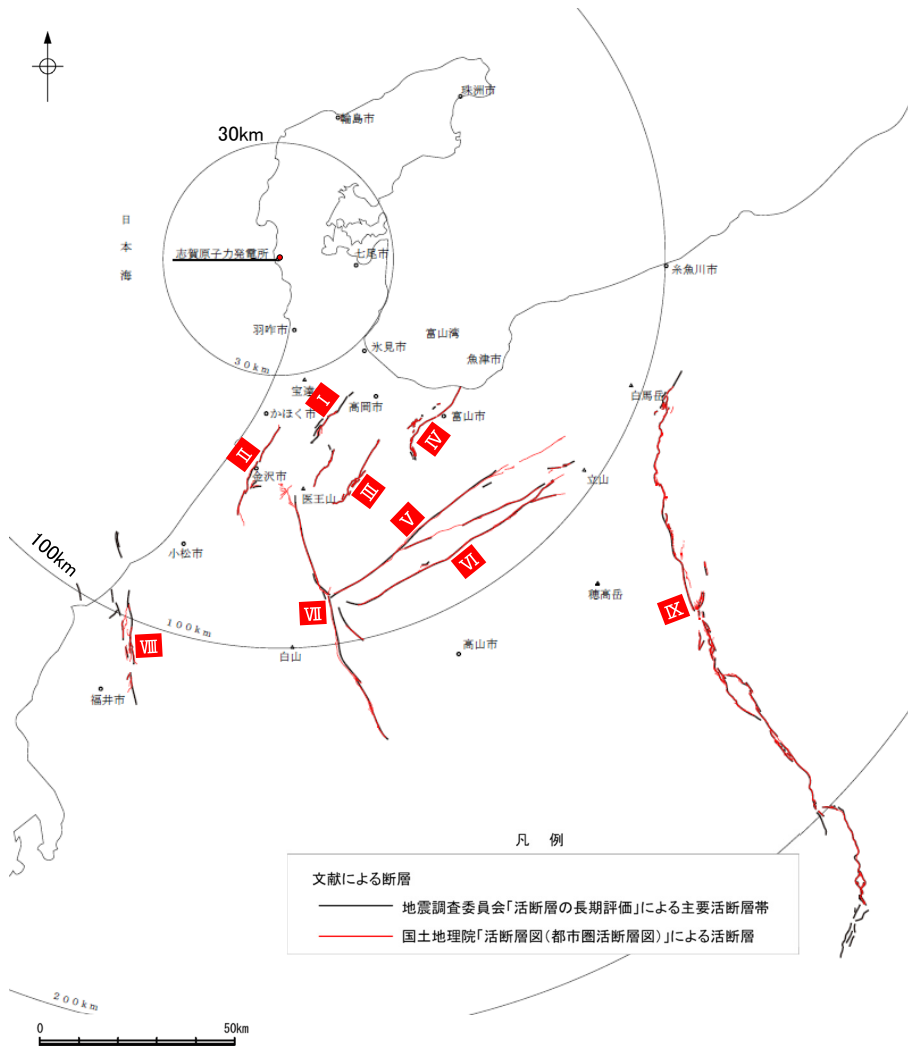 珠洲市
輪島市
30km
日本海
志賀原子力発電所
七尾市
糸魚川市
羽咋市
富山湾
氷見市
魚津市
30km
宝達
白馬岳
Ⅰ
高岡市
かほく市
富山市
Ⅳ
Ⅱ
金沢市
立山
医王山
Ⅲ
Ⅴ
100km
小松市
Ⅵ
穂高岳
Ⅶ
Ⅸ
100km
Ⅷ
白山
高山市
福井市
凡 例
文献による断層
地震調査委員会「活断層の長期評価」による主要活断層帯
国土地理院「活断層図(都市圏活断層図)」による活断層
200km
0 50km